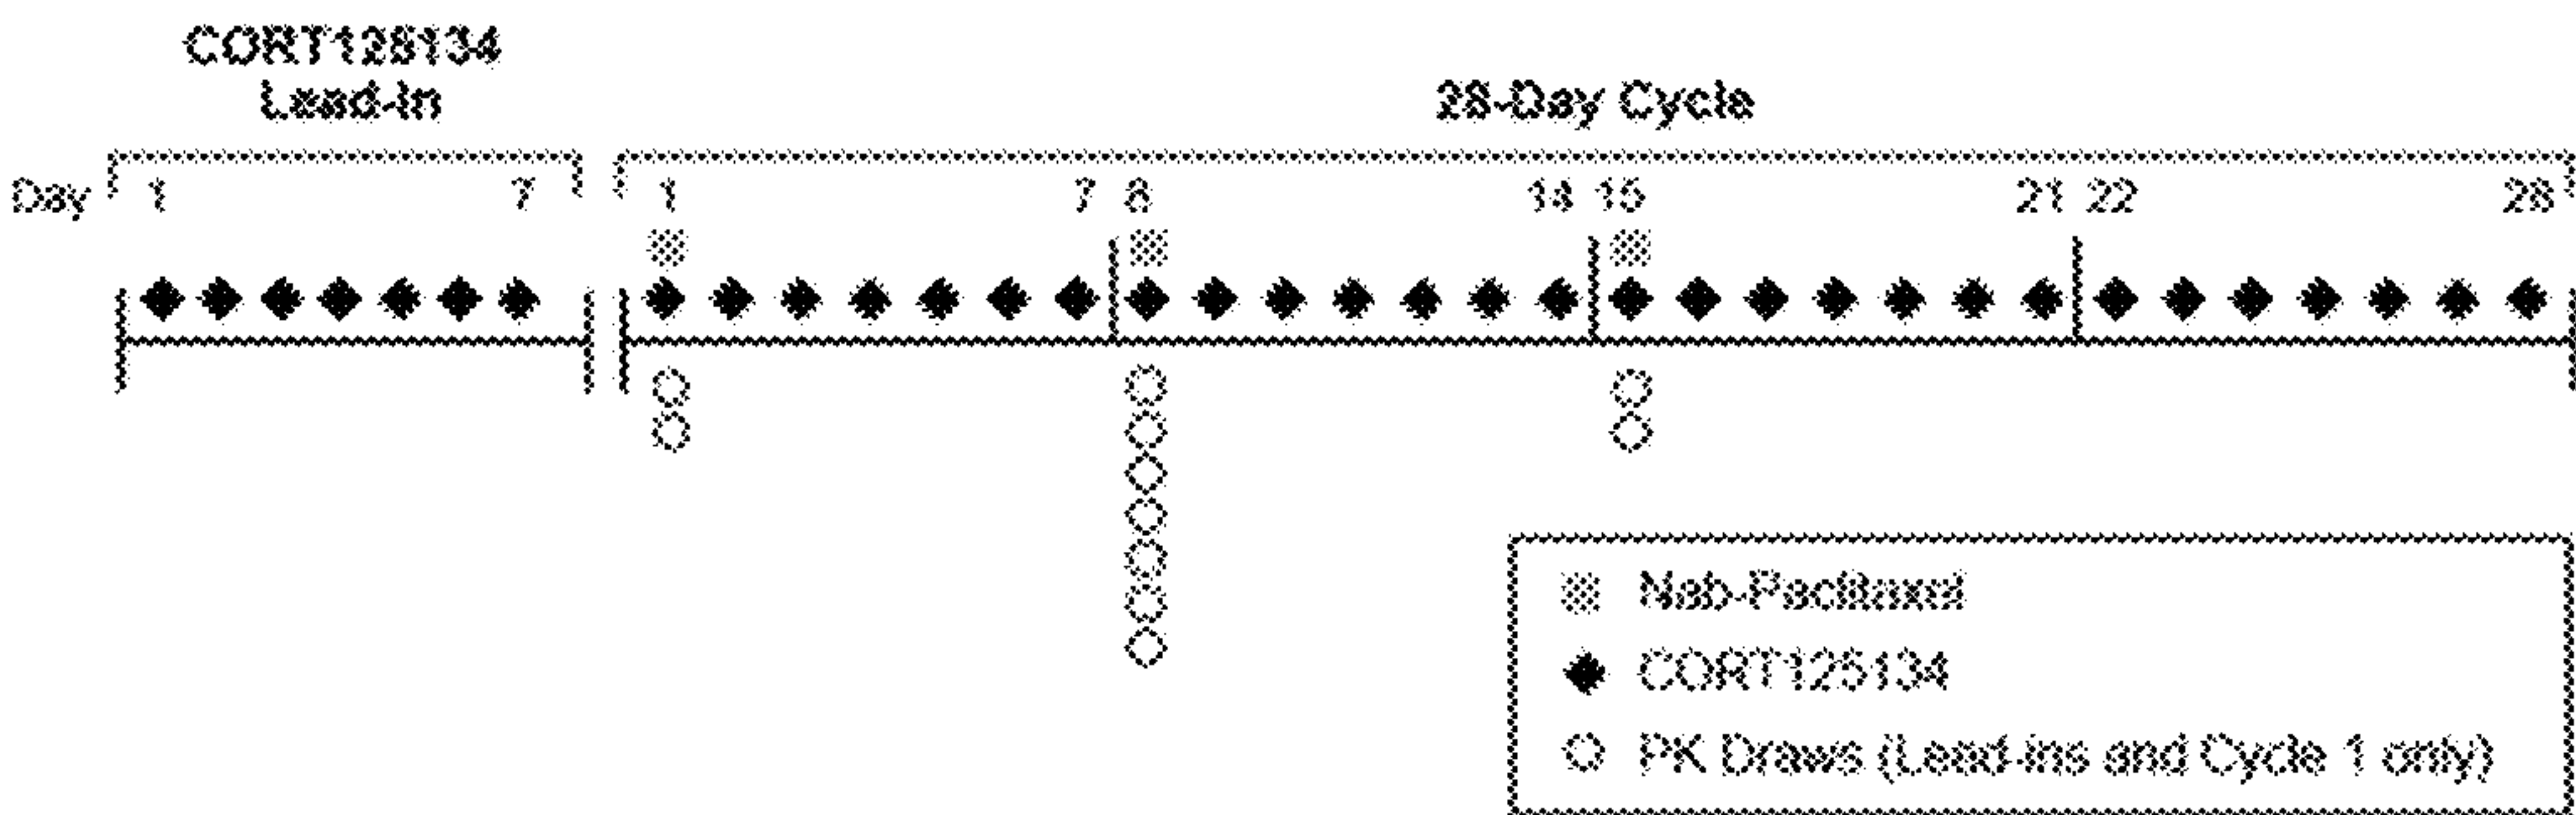 CORT125134
Lead-in
28-Day Cycle
Day 1 7 1 7 8 14 15 21 22 28
Nab-Paclitaxel
CORT125134
PK Draws (Lead-ins and Cycle 1 only)